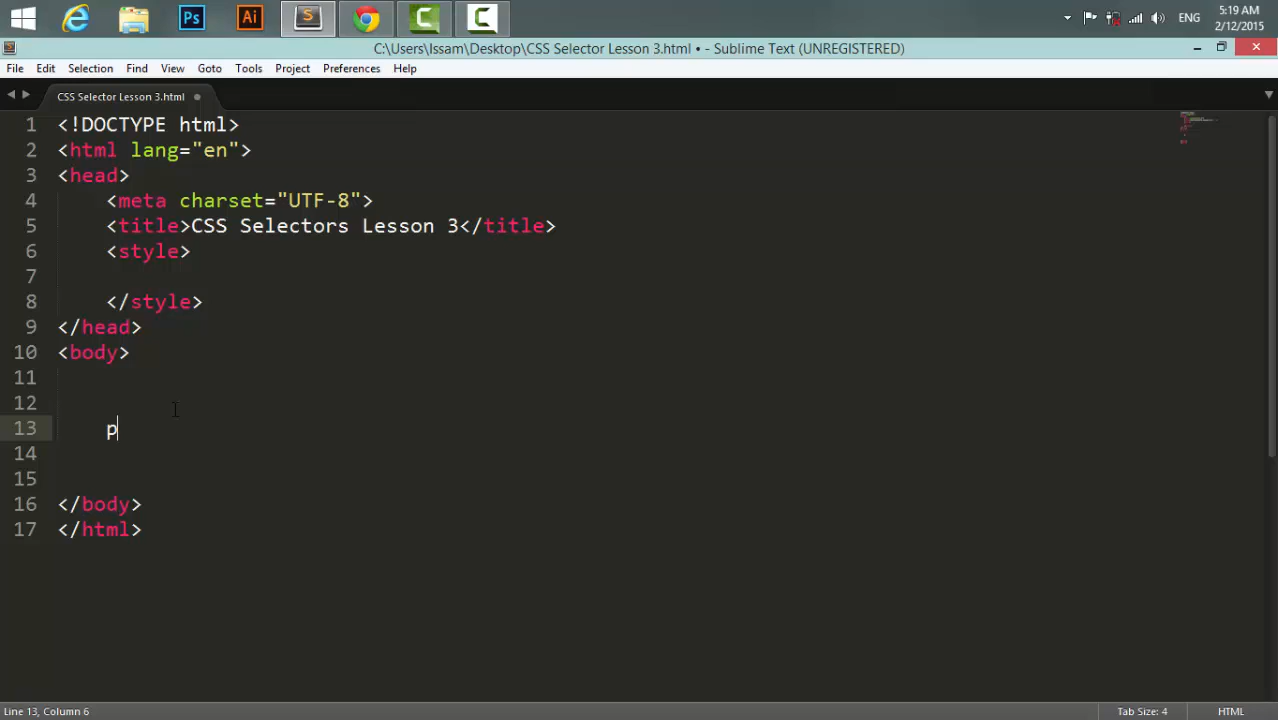 Ps
Ai
S
C
C
ENG
5:19 AM
2/12/2015
C:\Users\Issam\Desktop\CSS Selector Lesson 3.html • - Sublime Text (UNREGISTERED)
File Edit Selection Find View Goto Tools Project Preferences Help
CSS Selector Lesson 3.html
1 <!DOCTYPE html>
2 <html lang="en">
3 <head>
4 <meta charset="UTF-8">
5 <title>CSS Selectors Lesson 3</title>
6 <style>
7
8 </style>
9 </head>
10 <body>
11
12
13 p
14
15
16 </body>
17 </html>
Line 13, Column 6 Tab Size: 4 HTML